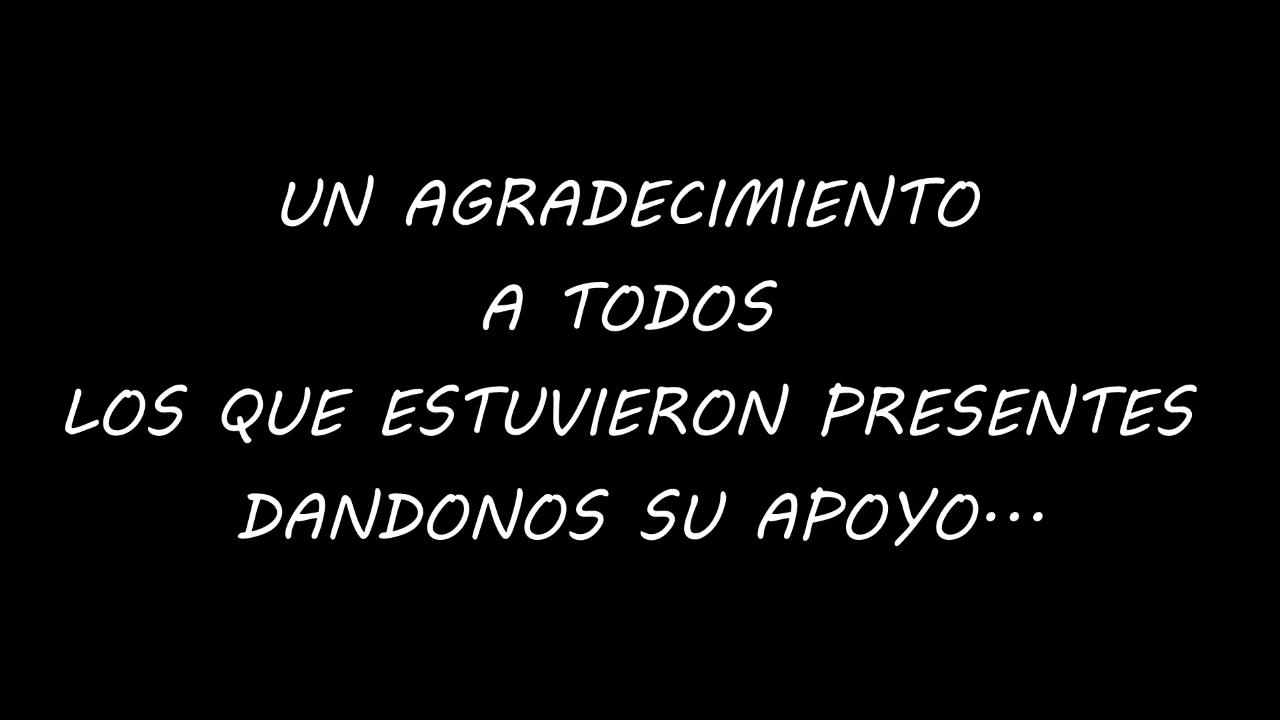 UN AGRADECIMIENTO
A TODOS
LOS QUE ESTUVIERON PRESENTES
DANDONOS SU APOYO...